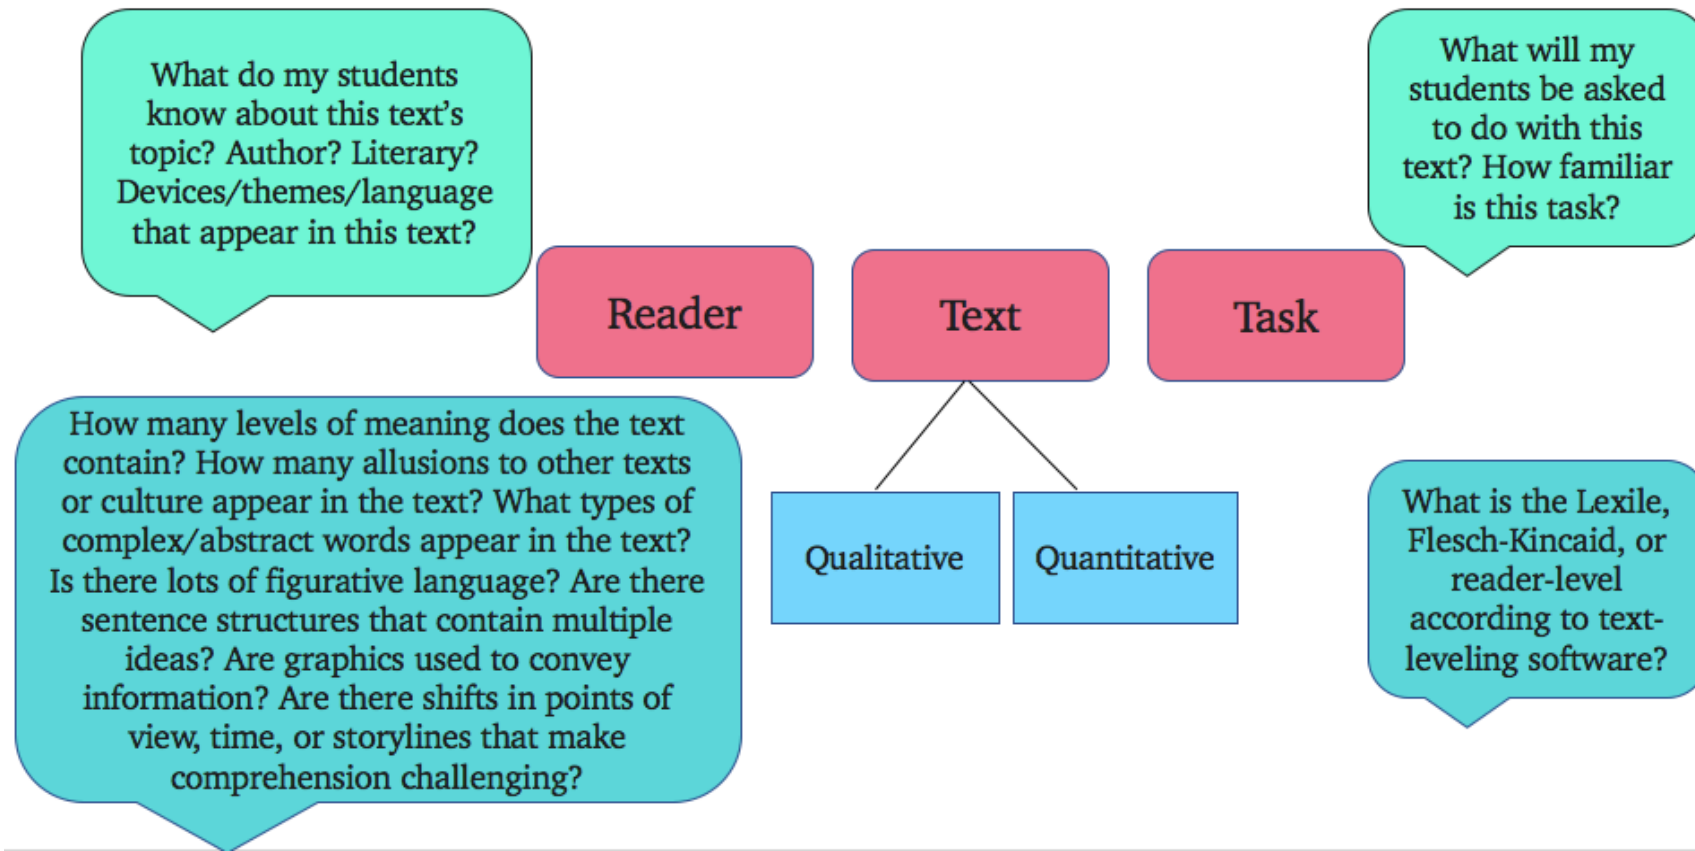 What do my students
know about this text’s
topic? Author? Literary?
Devices/themes/language
that appear in this text?
What will my
students be asked
to do with this
text? How familiar
is this task?
Reader
Text
Task
How many levels of meaning does the text
contain? How many allusions to other texts
or culture appear in the text? What types of
complex/abstract words appear in the text?
Is there lots of figurative language? Are there
sentence structures that contain multiple
ideas? Are graphics used to convey
information? Are there shifts in points of
view, time, or storylines that make
comprehension challenging?
Qualitative
Quantitative
What is the Lexile,
Flesch-Kincaid, or
reader-level
according to text-
leveling software?